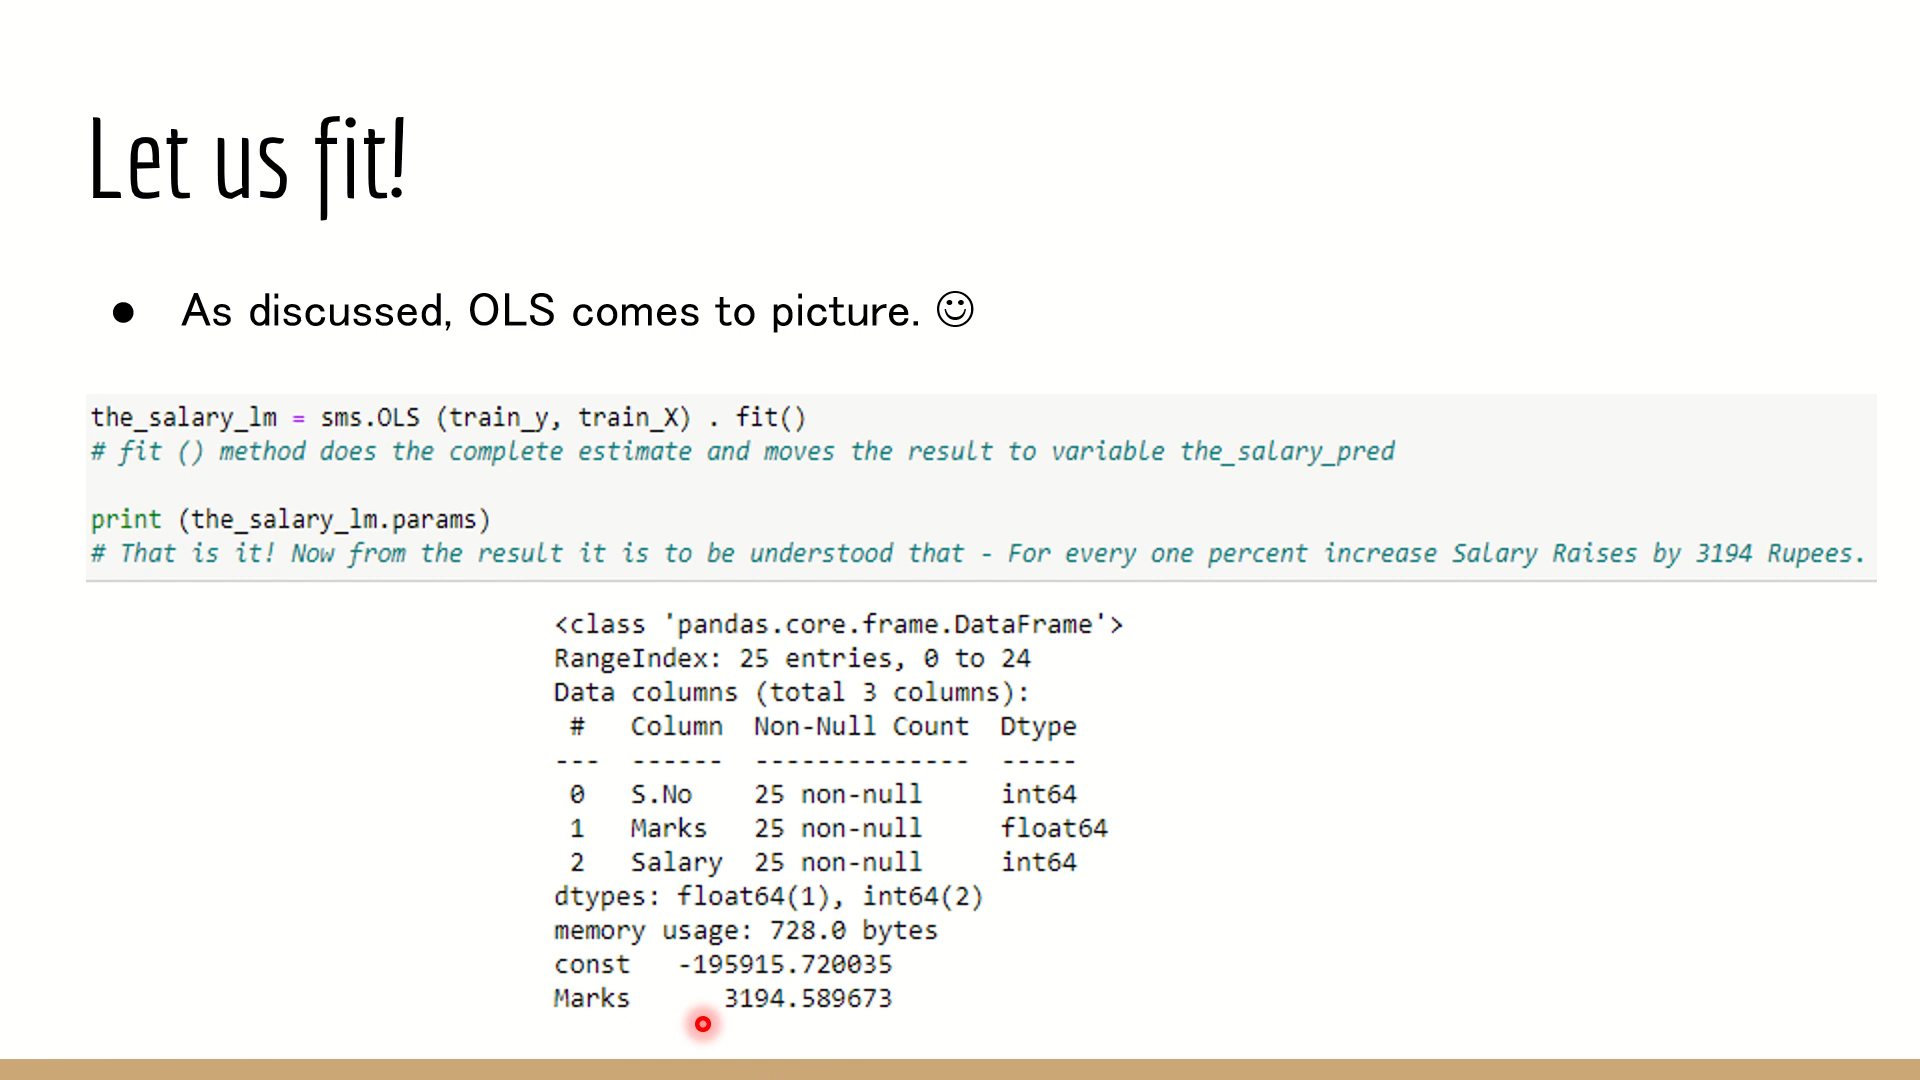 Let us fit!
● As discussed, OLS comes to picture. ☺
the_salary_lm = sms.OLS (train_y, train_X) . fit()
# fit () method does the complete estimate and moves the result to variable the_salary_pred
print (the_salary_lm.params)
# That is it! Now from the result it is to be understood that - For every one percent increase Salary Raises by 3194 Rupees.
<class 'pandas.core.frame.DataFrame'>
RangeIndex: 25 entries, 0 to 24
Data columns (total 3 columns):
 #   Column  Non-Null Count  Dtype
---  ------  --------------  -----
 0   S.No    25 non-null     int64
 1   Marks   25 non-null     float64
 2   Salary  25 non-null     int64
dtypes: float64(1), int64(2)
memory usage: 728.0 bytes
const   -195915.720035
Marks      3194.589673